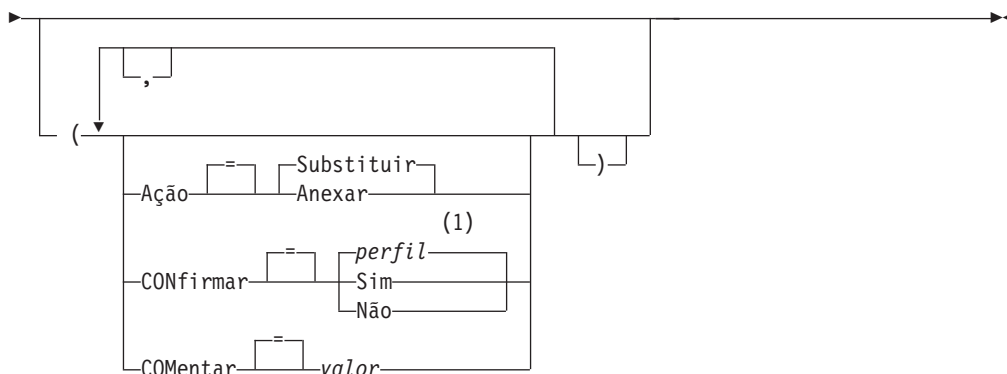 ,
(
)
= Substituir
Ação Anexar
(1)
= perfil
CONfirmar Sim
Não
=
COMentar valor